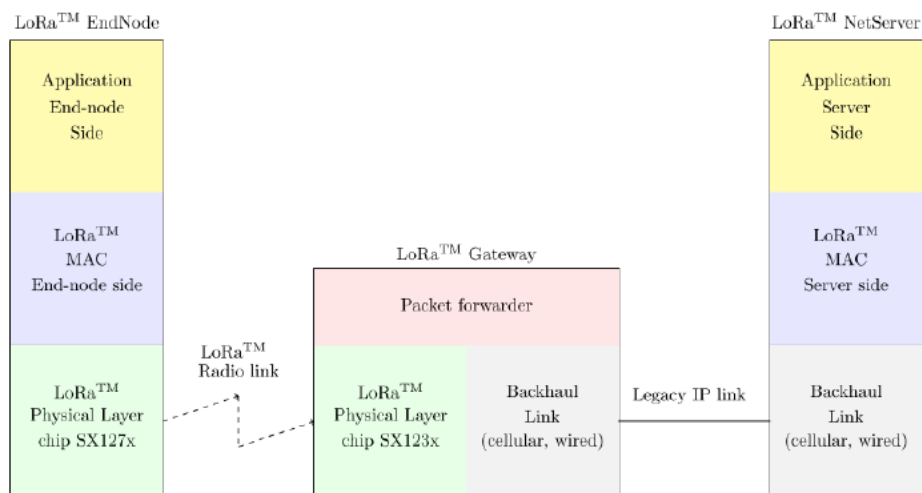 LoRa™ EndNode
Application
End-node
Side
LoRa™
MAC
End-node side
LoRa™
Physical Layer
chip SX127x
LoRa™
Radio link
LoRa™ Gateway
Packet forwarder
LoRa™
Physical Layer
chip SX123x
Backhaul
Link
(cellular, wired)
Legacy IP link
LoRa™ NetServer
Application
Server
Side
LoRa™
MAC
Server side
Backhaul
Link
(cellular, wired)